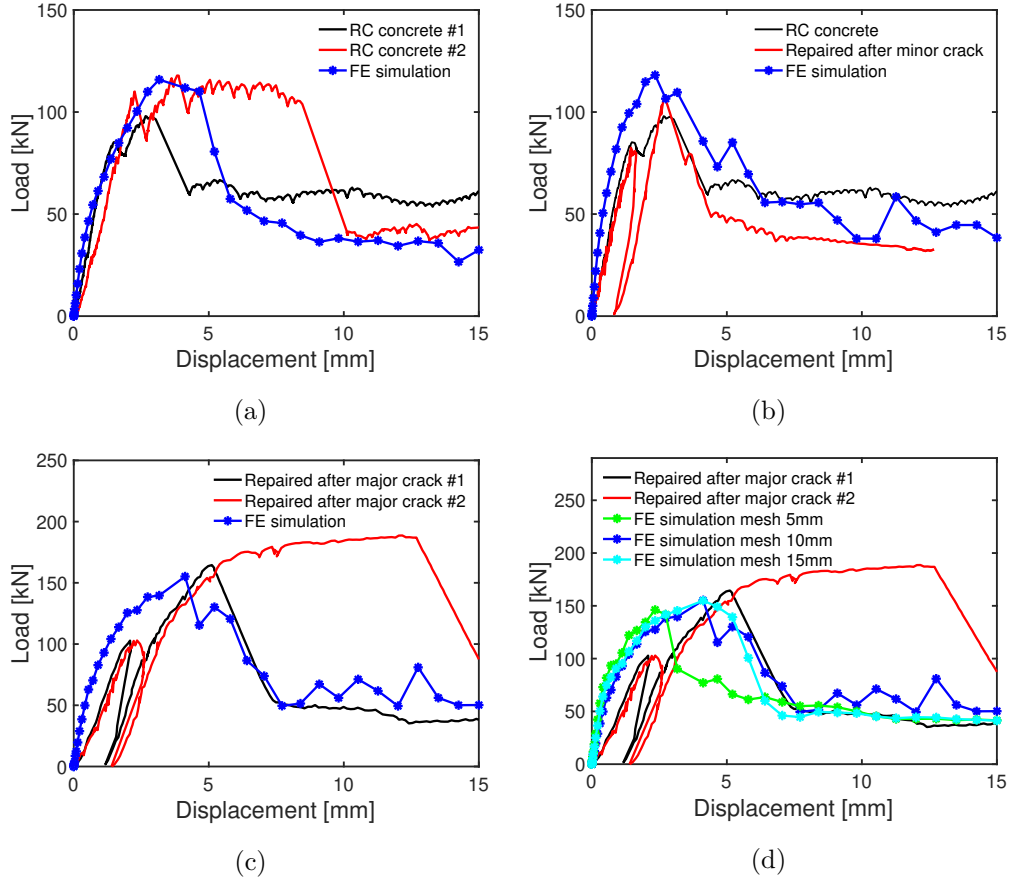 150
100
50
0
0
5
10
15
Load [kN]
Displacement [mm]
RC concrete #1
RC concrete #2
FE simulation
(a)
150
100
50
0
0
5
10
15
Load [kN]
Displacement [mm]
RC concrete
Repaired after minor crack
FE simulation
(b)
250
200
150
100
50
0
0
5
10
15
Load [kN]
Displacement [mm]
Repaired after major crack #1
Repaired after major crack #2
FE simulation
(c)
250
200
150
100
50
0
0
5
10
15
Load [kN]
Displacement [mm]
Repaired after major crack #1
Repaired after major crack #2
FE simulation mesh 5mm
FE simulation mesh 10mm
FE simulation mesh 15mm
(d)